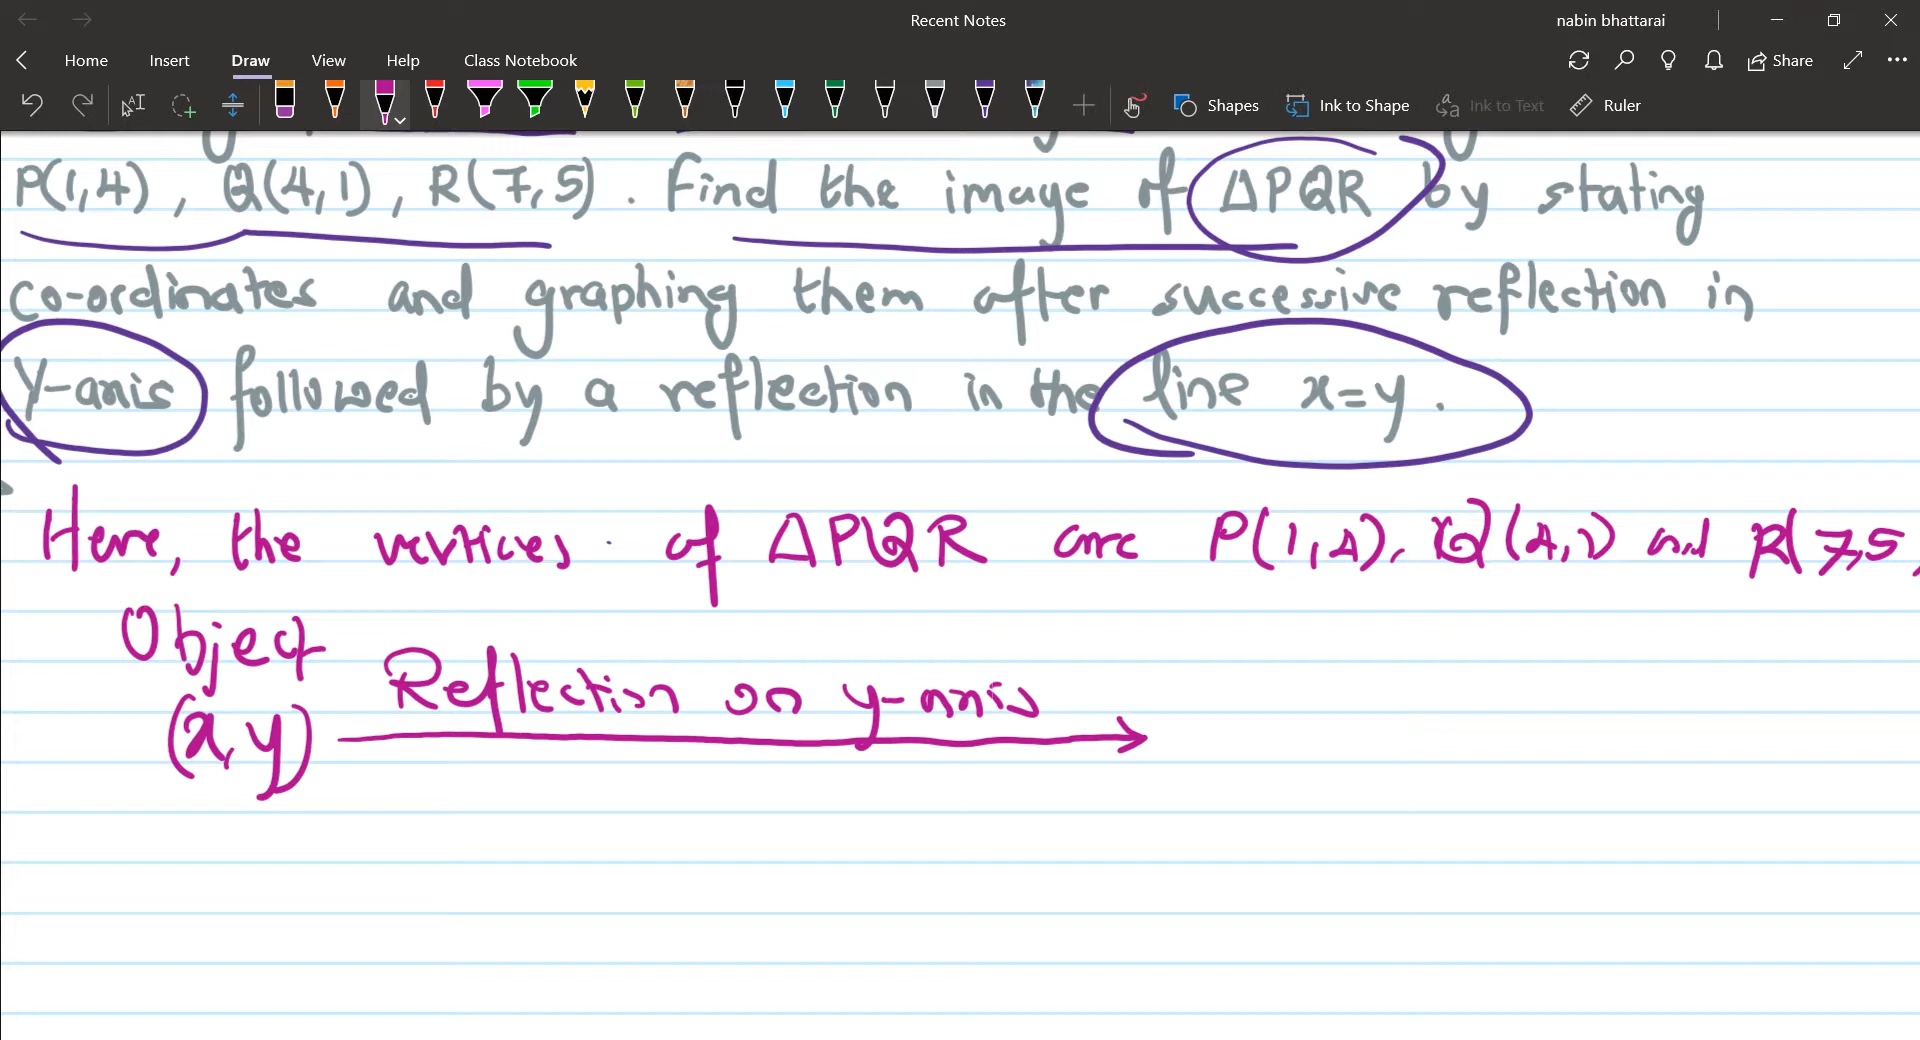 Recent Notes
nabin bhattarai
Home Insert Draw View Help Class Notebook Share
Shapes Ink to Shape Ink to Text Ruler
P(1,4), Q(4,1), R(7,5). Find the image of ΔPQR by stating
co-ordinates and graphing them after successive reflection in
Y-axis followed by a reflection in the line x=y.
Here, the vertices of ΔPQR are P(1,4), Q(4,1) and R(7,5)
Object
Reflection on y-axis
(x,y)